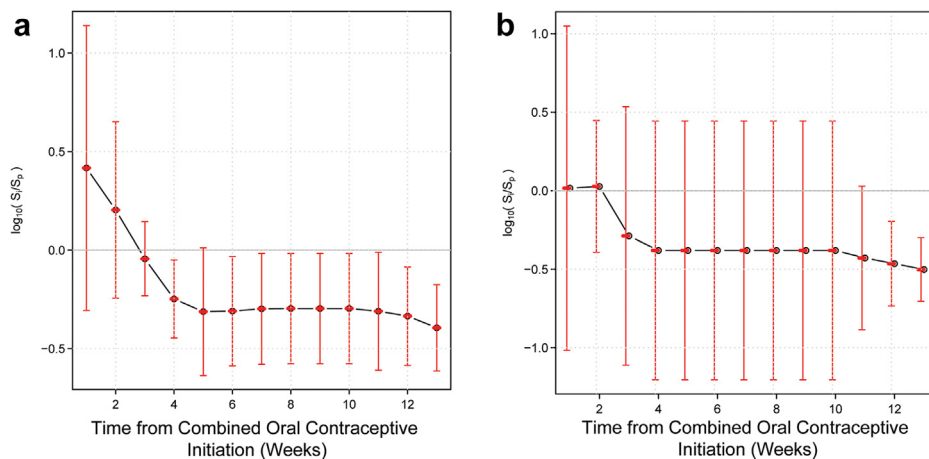 a
1.0
0.5
0.0
−0.5
log10( Si/Sp )
2 4 6 8 10 12
Time from Combined Oral Contraceptive
Initiation (Weeks)
b
1.0
0.5
0.0
−0.5
−1.0
log10( Si/Sp )
2 4 6 8 10 12
Time from Combined Oral Contraceptive
Initiation (Weeks)